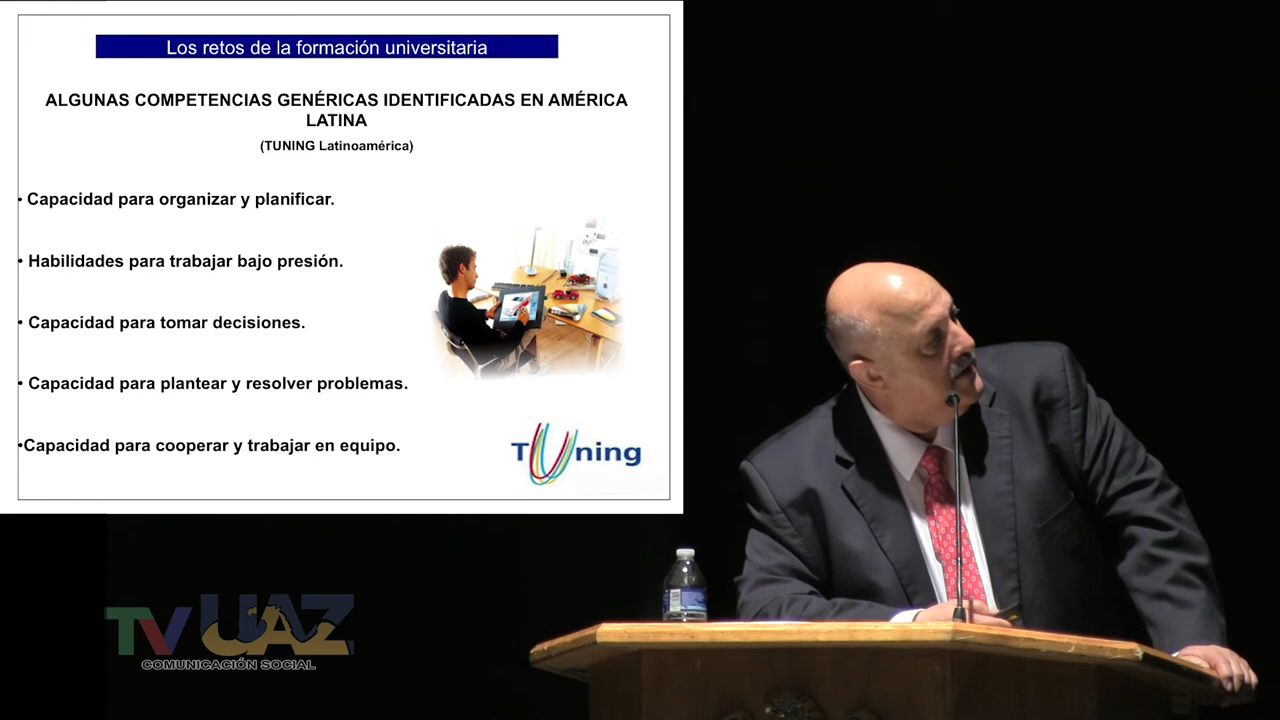 Los retos de la formación universitaria
ALGUNAS COMPETENCIAS GENÉRICAS IDENTIFICADAS EN AMÉRICA
LATINA
(TUNING Latinoamérica)
• Capacidad para organizar y planificar.
• Habilidades para trabajar bajo presión.
• Capacidad para tomar decisiones.
• Capacidad para plantear y resolver problemas.
•Capacidad para cooperar y trabajar en equipo.
Tuning
TV UAZ
COMUNICACIÓN SOCIAL